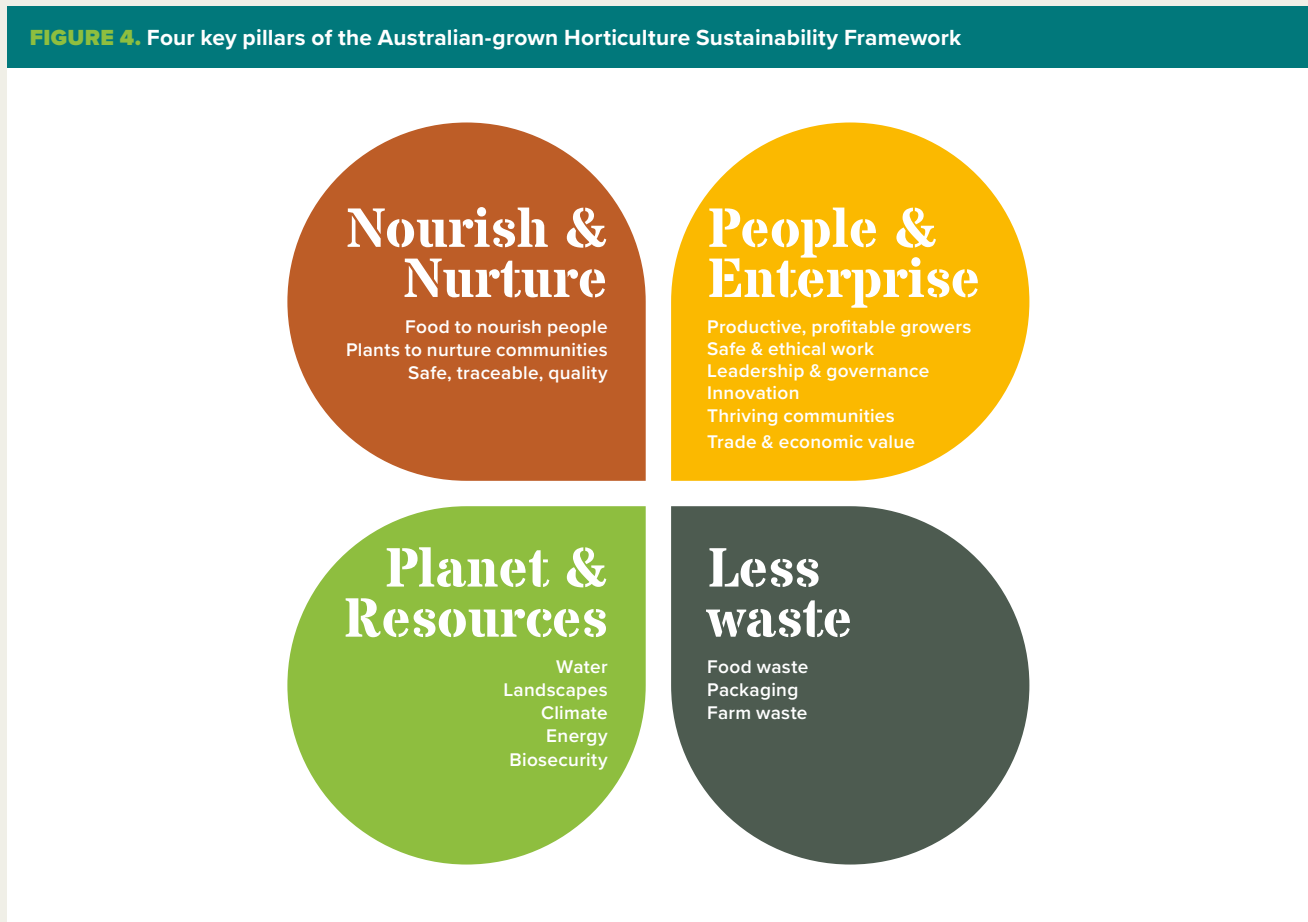 FIGURE 4. Four key pillars of the Australian-grown Horticulture Sustainability Framework
Nourish &
Nurture
Food to nourish people
Plants to nurture communities
Safe, traceable, quality
People &
Enterprise
Productive, profitable growers
Safe & ethical work
Leadership & governance
Innovation
Thriving communities
Trade & economic value
Planet &
Resources
Water
Landscapes
Climate
Energy
Biosecurity
Less
waste
Food waste
Packaging
Farm waste